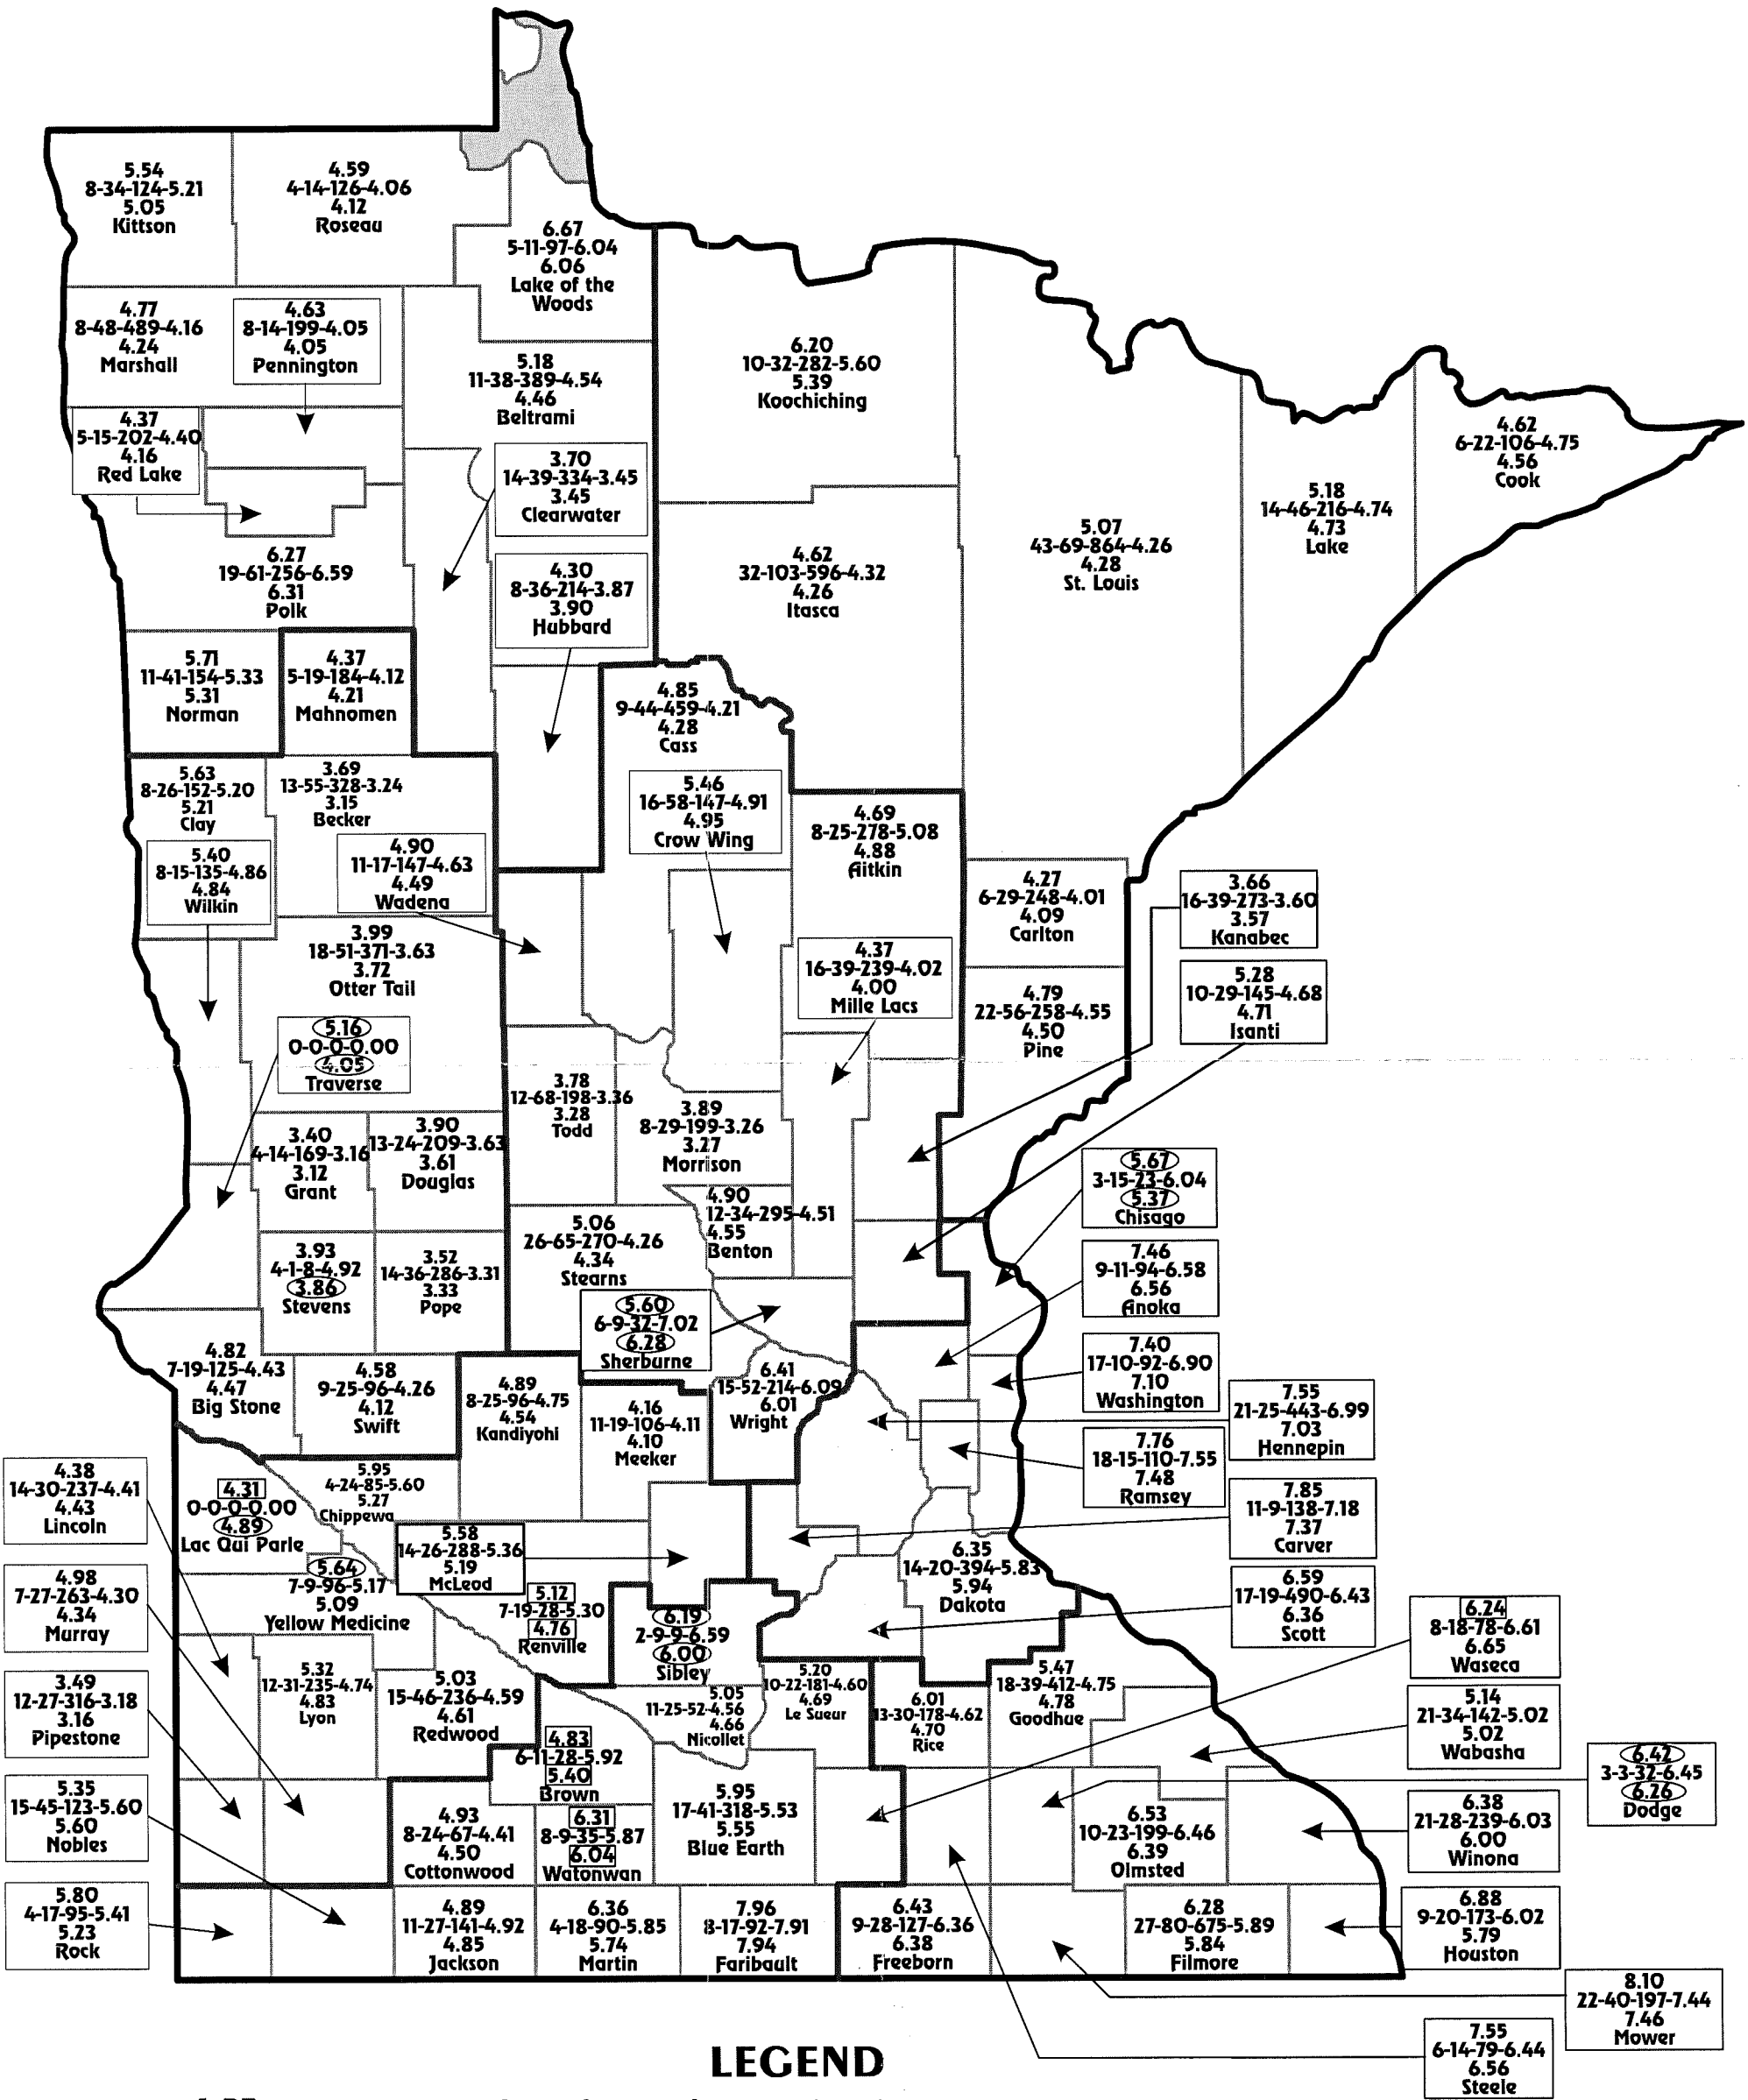 5.54
8-34-124-5.21
5.05
Kittson
4.59
4-14-126-4.06
4.12
Roseau
6.67
5-11-97-6.04
6.06
Lake of the
Woods
4.77
8-48-489-4.16
4.24
Marshall
4.63
8-14-199-4.05
4.05
Pennington
5.18
11-38-389-4.54
4.46
Beltrami
6.20
10-32-282-5.60
5.39
Koochiching
4.37
5-15-202-4.40
4.16
Red Lake
3.70
14-39-334-3.45
3.45
Clearwater
4.62
6-22-106-4.75
4.56
Cook
5.18
14-46-216-4.74
4.73
Lake
5.07
43-69-864-4.26
4.28
St. Louis
6.27
19-61-256-6.59
6.31
Polk
4.30
8-36-214-3.87
3.90
Hubbard
4.62
32-103-596-4.32
4.26
Itasca
5.71
11-41-154-5.33
5.31
Norman
4.37
5-19-184-4.12
4.21
Mahnomen
4.85
9-44-459-4.21
4.28
Cass
5.63
8-26-152-5.20
5.21
Clay
3.69
13-55-328-3.24
3.15
Becker
5.46
16-58-147-4.91
4.95
Crow Wing
4.69
8-25-278-5.08
4.88
Aitkin
5.40
8-15-135-4.86
4.84
Wilkin
4.90
11-17-147-4.63
4.49
Wadena
4.27
6-29-248-4.01
4.09
Carlton
3.66
16-39-273-3.60
3.57
Kanabec
3.99
18-51-371-3.63
3.72
Otter Tail
4.37
16-39-239-4.02
4.00
Mille Lacs
4.79
22-56-258-4.55
4.50
Pine
5.28
10-29-145-4.68
4.71
Isanti
5.16
0-0-0-0.00
4.05
Traverse
3.78
12-68-198-3.36
3.28
Todd
3.89
8-29-199-3.26
3.27
Morrison
3.40
4-14-169-3.16
3.12
Grant
3.90
13-24-209-3.63
3.61
Douglas
5.67
3-15-23-6.04
5.37
Chisago
4.90
12-34-295-4.51
4.55
Benton
5.06
26-65-270-4.26
4.34
Stearns
3.93
4-1-8-4.92
3.86
Stevens
3.52
14-36-286-3.31
3.33
Pope
7.46
9-11-94-6.58
6.56
Anoka
5.60
6-9-32-7.02
6.28
Sherburne
4.82
7-19-125-4.43
4.47
Big Stone
4.58
9-25-96-4.26
4.12
Swift
4.89
8-25-96-4.75
4.54
Kandiyohi
4.16
11-19-106-4.11
4.10
Meeker
6.41
15-52-214-6.09
6.01
Wright
7.40
17-10-92-6.90
7.10
Washington
7.55
21-25-443-6.99
7.03
Hennepin
7.76
18-15-110-7.55
7.48
Ramsey
4.38
14-30-237-4.41
4.43
Lincoln
4.31
0-0-0-0.00
4.89
Lac Qui Parle
5.95
4-24-85-5.60
5.27
Chippewa
7.85
11-9-138-7.18
7.37
Carver
5.58
14-26-288-5.36
5.19
McLeod
6.35
14-20-394-5.83
5.94
Dakota
4.98
7-27-263-4.30
4.34
Murray
5.64
7-9-96-5.17
5.09
Yellow Medicine
5.12
7-19-28-5.30
4.76
Renville
6.19
2-9-9-6.59
6.00
Sibley
6.59
17-19-490-6.43
6.36
Scott
6.24
8-18-78-6.61
6.65
Waseca
3.49
12-27-316-3.18
3.16
Pipestone
5.32
12-31-235-4.74
4.83
Lyon
5.03
15-46-236-4.59
4.61
Redwood
5.05
11-25-52-4.56
4.66
Nicollet
5.20
10-22-181-4.60
4.69
Le Sueur
6.01
13-30-178-4.62
4.70
Rice
5.47
18-39-412-4.75
4.78
Goodhue
5.14
21-34-142-5.02
5.02
Wabasha
5.35
15-45-123-5.60
5.60
Nobles
4.83
6-11-28-5.92
5.40
Brown
6.42
3-3-32-6.45
6.26
Dodge
4.93
8-24-67-4.41
4.50
Cottonwood
6.31
8-9-35-5.87
6.04
Watonwan
5.95
17-41-318-5.53
5.55
Blue Earth
6.53
10-23-199-6.46
6.39
Olmsted
6.38
21-28-239-6.03
6.00
Winona
5.80
4-17-95-5.41
5.23
Rock
4.89
11-27-141-4.92
4.85
Jackson
6.36
4-18-90-5.85
5.74
Martin
7.96
8-17-92-7.91
7.94
Faribault
6.43
9-28-127-6.36
6.38
Freeborn
6.28
27-80-675-5.89
5.84
Filmore
6.88
9-20-173-6.02
5.79
Houston
8.10
22-40-197-7.44
7.46
Mower
7.55
6-14-79-6.44
6.56
Steele
LEGEND